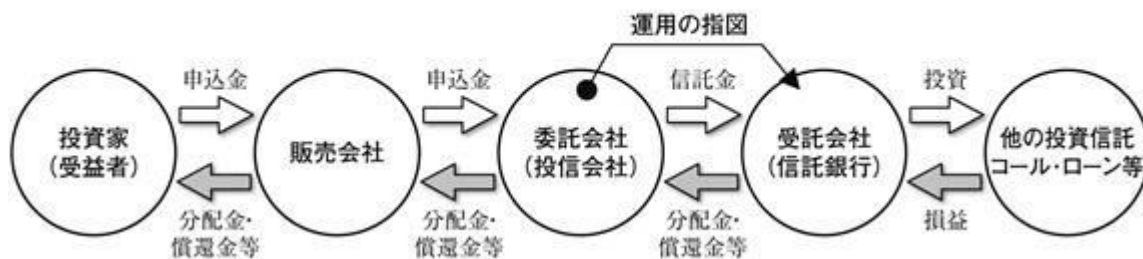 運用の指図
申込金
申込金
信託金
投資
投資家
(受益者)
販売会社
委託会社
(投信会社)
受託会社
(信託銀行)
他の投資信託
コール・ローン等
分配金・
償還金等
分配金・
償還金等
分配金・
償還金等
損益